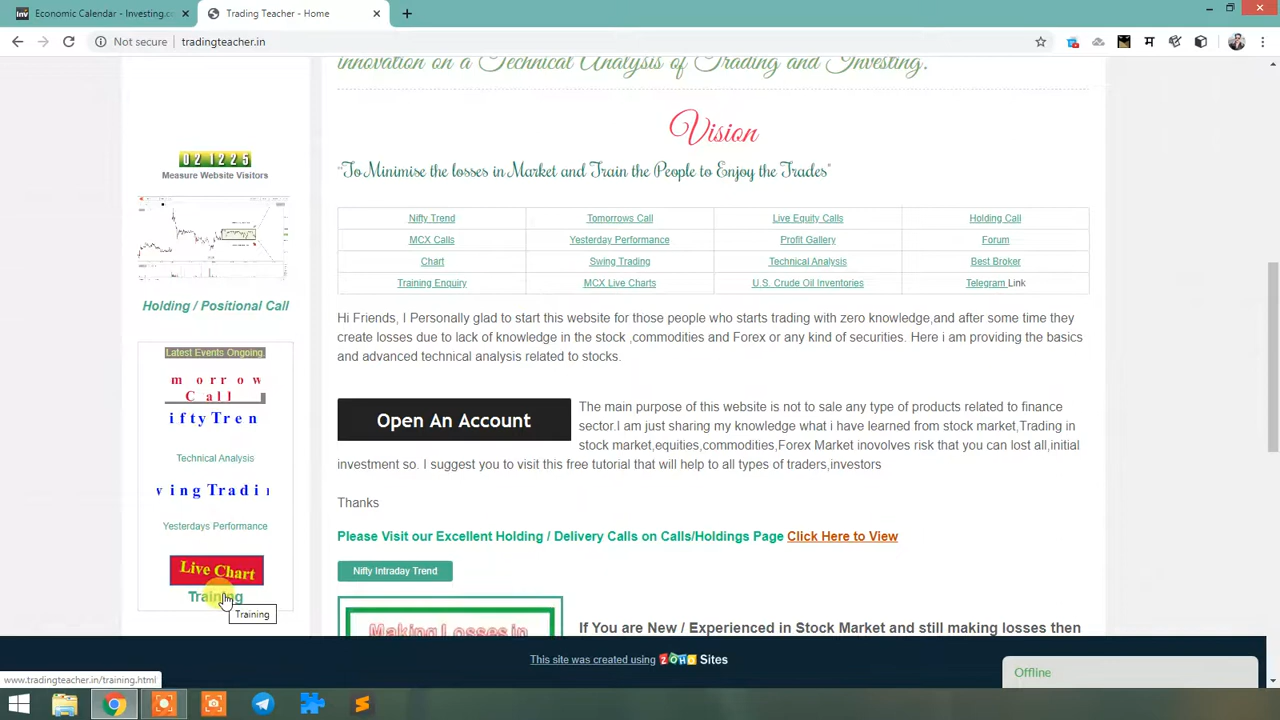 Economic Calendar - Investing.co
Trading Teacher - Home
Not secure
tradingteacher.in
innovation on a Technical Analysis of Trading and Investing.
Vision
"To Minimise the losses in Market and Train the People to Enjoy the Trades"
021225
Measure Website Visitors
Nifty Trend
Tomorrows Call
Live Equity Calls
Holding Call
MCX Calls
Yesterday Performance
Profit Gallery
Forum
Chart
Swing Trading
Technical Analysis
Best Broker
Training Enquiry
MCX Live Charts
U.S. Crude Oil Inventories
Telegram Link
Holding / Positional Call
Hi Friends, I Personally glad to start this website for those people who starts trading with zero knowledge,and after some time they
create losses due to lack of knowledge in the stock ,commodities and Forex or any kind of securities. Here i am providing the basics
and advanced technical analysis related to stocks.
Latest Events Ongoing.
morrow
Call
ifty Tren
Technical Analysis
wing Tradin
Yesterdays Performance
Live Chart
Training
Training
Open An Account
The main purpose of this website is not to sale any type of products related to finance
sector.I am just sharing my knowledge what i have learned from stock market,Trading in
stock market,equities,commodities,Forex Market inovolves risk that you can lost all,initial
investment so. I suggest you to visit this free tutorial that will help to all types of traders,investors
Thanks
Please Visit our Excellent Holding / Delivery Calls on Calls/Holdings Page Click Here to View
Nifty Intraday Trend
Making Losses in
If You are New / Experienced in Stock Market and still making losses then
This site was created using ZOHO Sites
Offline
www.tradingteacher.in/training.html